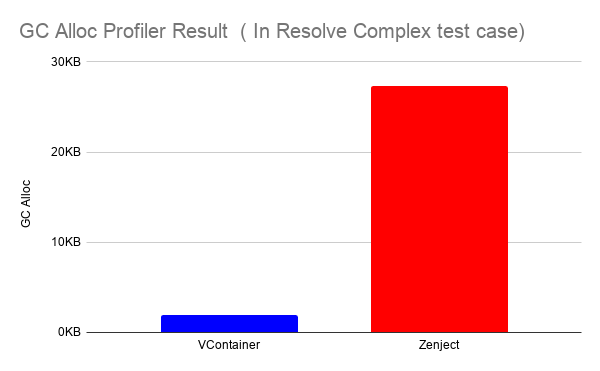 GC Alloc Profiler Result  ( In Resolve Complex test case)
30KB
20KB
GC Alloc
10KB
0KB
VContainer
Zenject